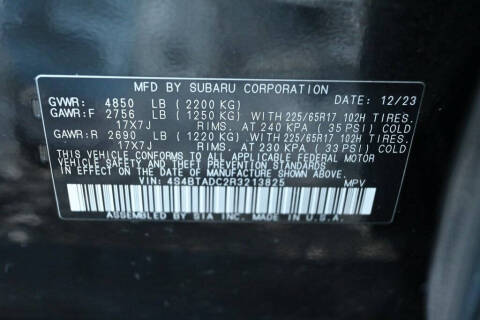 MFD BY SUBARU CORPORATION
GVWR: 4850 LB (2200 KG) DATE: 12/23
GAWR:F 2756 LB (1250 KG) WITH 225/65R17 102H TIRES.
17X7J RIMS. AT 240 KPA (35 PSI) COLD
GAWR:R 2690 LB (1220 KG) WITH 225/65R17 102H TIRES.
17X7J RIMS. AT 230 KPA (33 PSI) COLD
THIS VEHICLE CONFORMS TO ALL APPLICABLE FEDERAL MOTOR
VEHICLE SAFETY AND THEFT PREVENTION STANDARDS
IN EFFECT ON THE DATE OF MANUFACTURE SHOWN ABOVE.
VIN: 4S4BTADC2R3213825 MPV
ASSEMBLED BY SIA INC. MADE IN U.S.A.